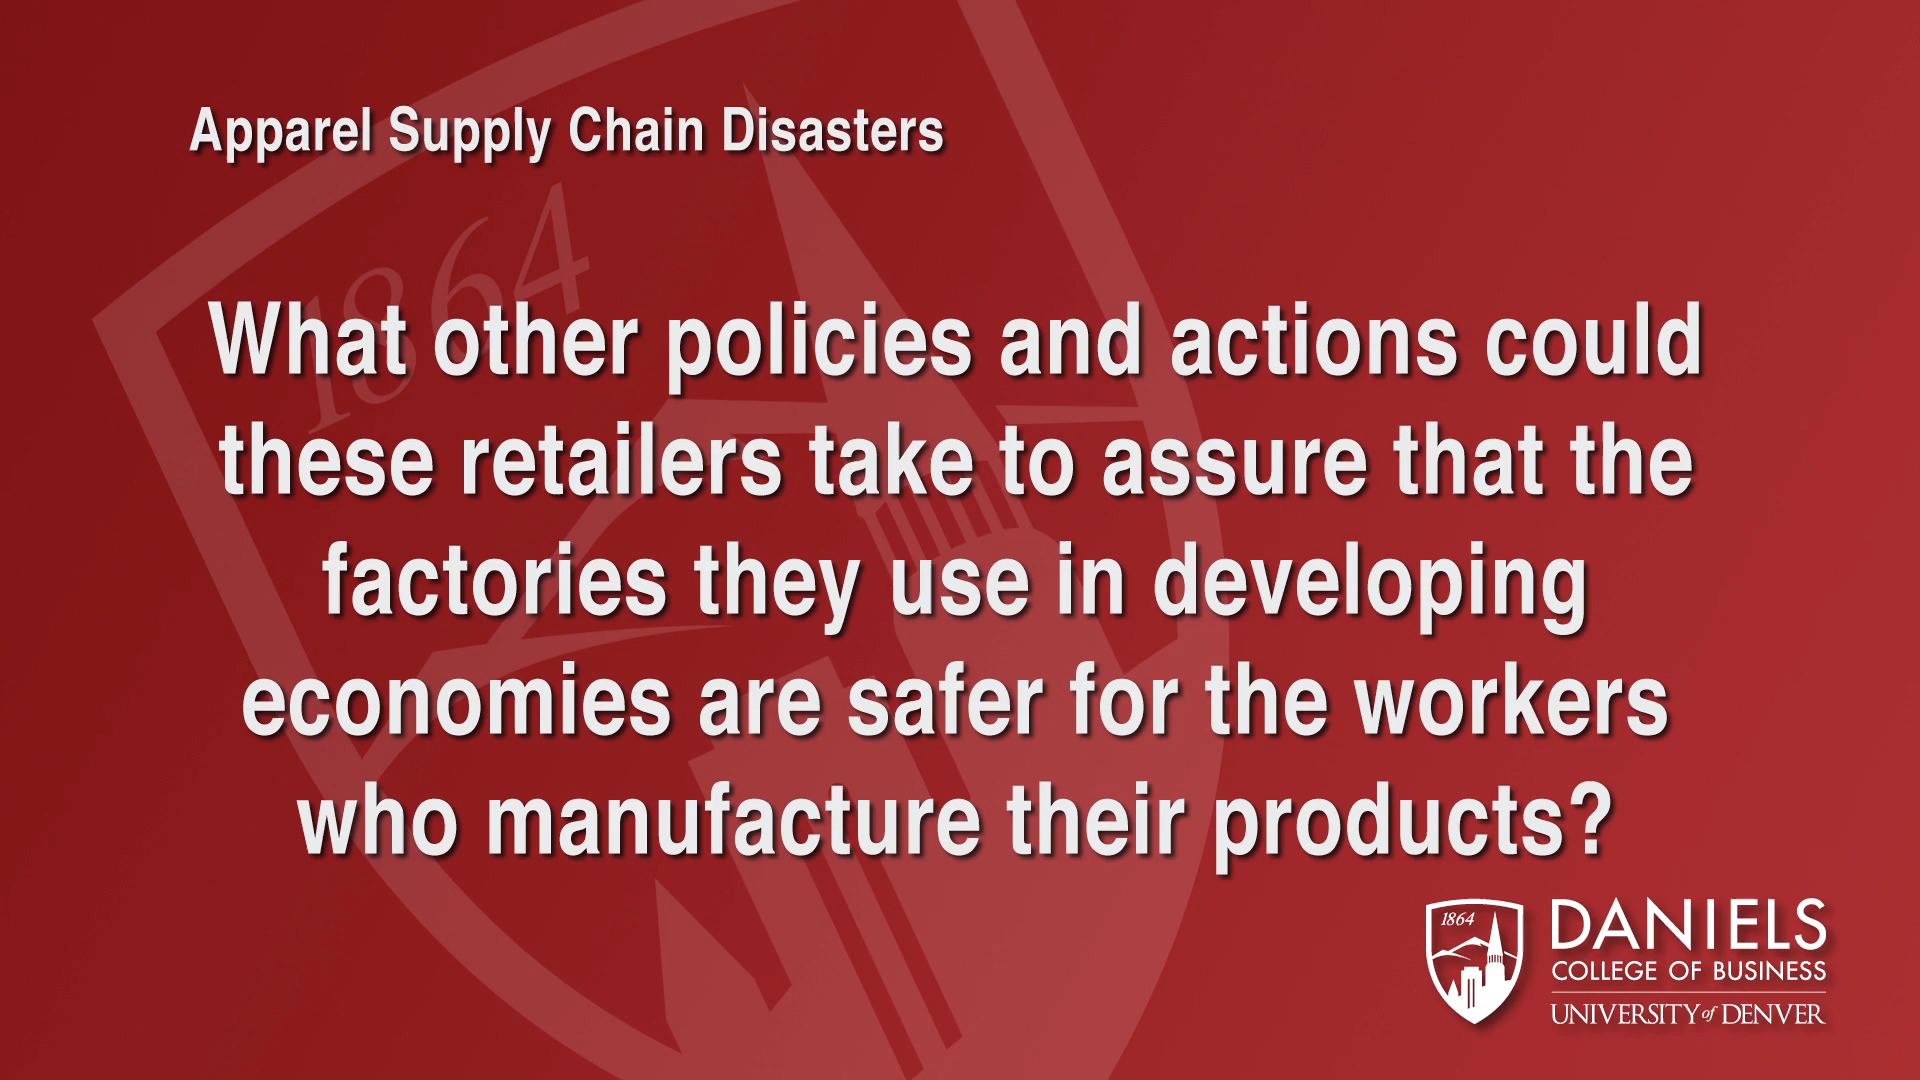 Apparel Supply Chain Disasters
1864
What other policies and actions could
these retailers take to assure that the
factories they use in developing
economies are safer for the workers
who manufacture their products?
1864
DANIELS
COLLEGE OF BUSINESS
UNIVERSITY of DENVER